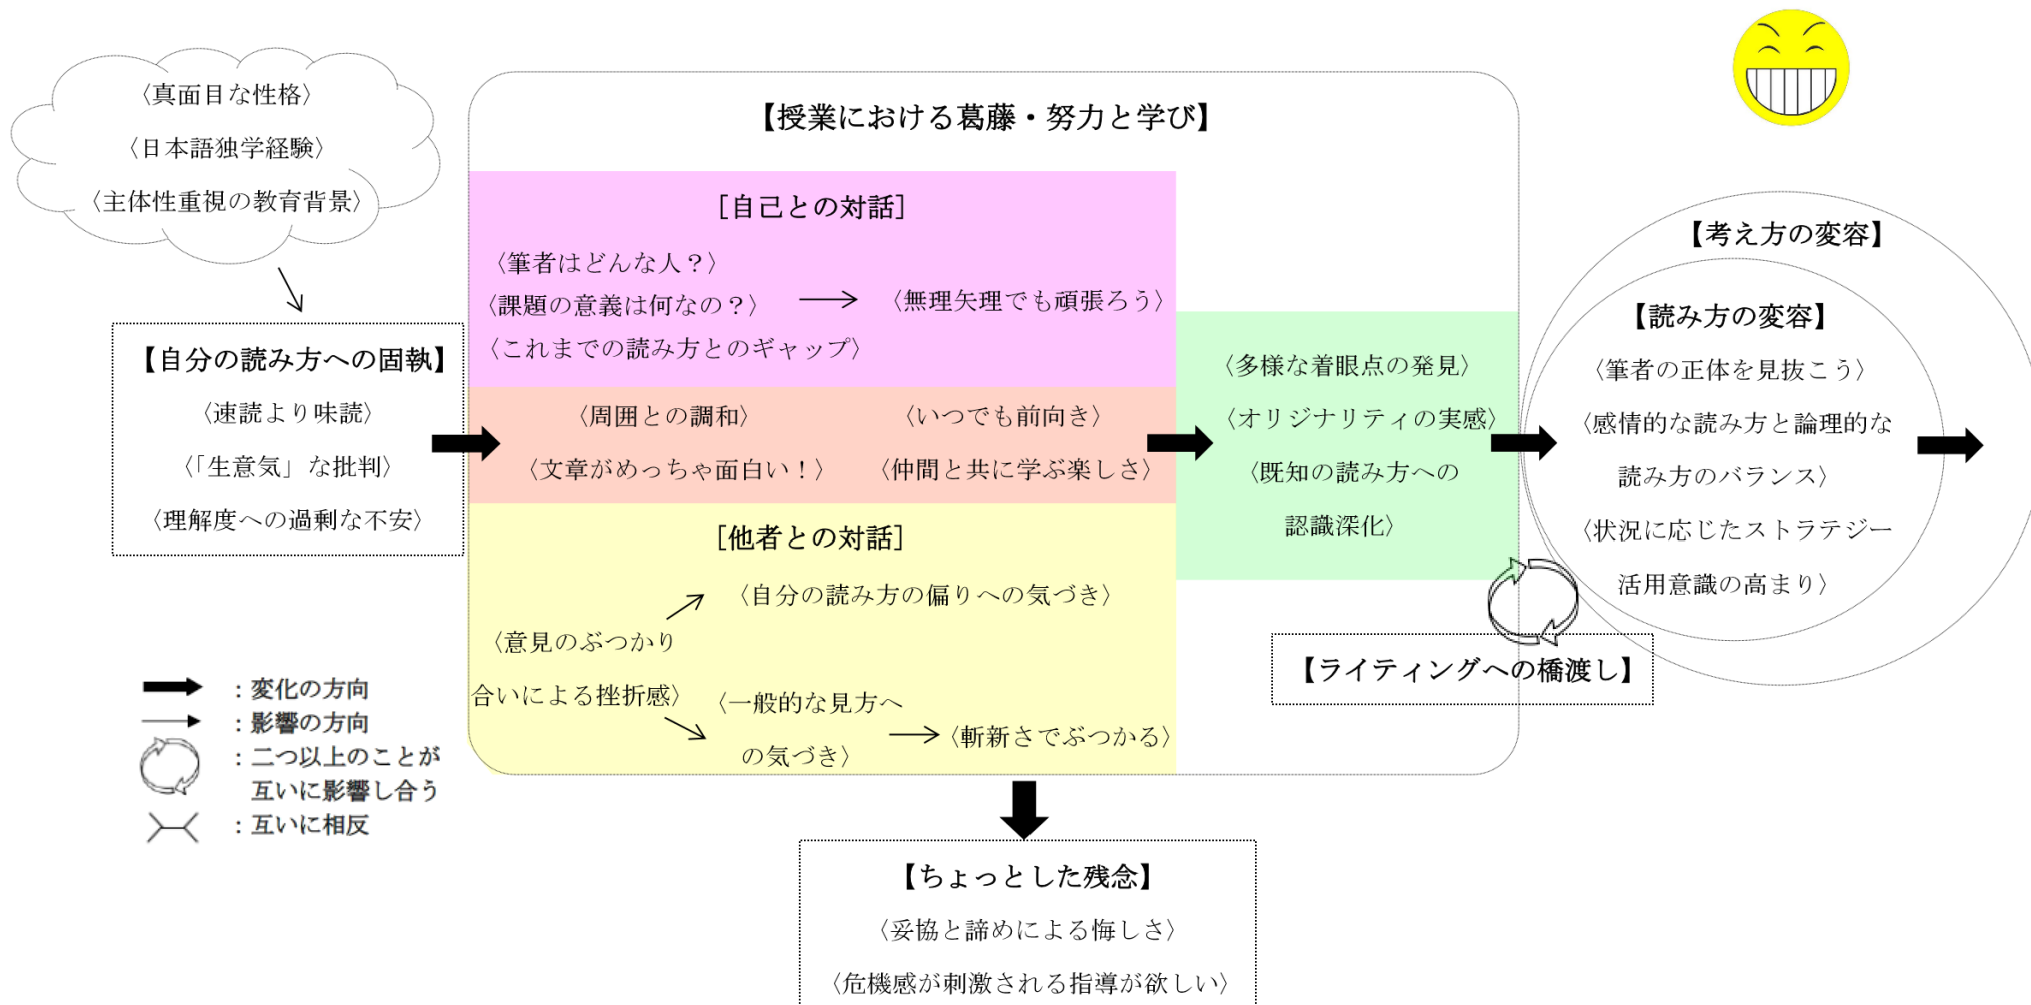 〈真面目な性格〉
〈日本語独学経験〉
〈主体性重視の教育背景〉
【自分の読み方への固執】
〈速読より味読〉
〈「生意気」な批判〉
〈理解度への過剰な不安〉
【授業における葛藤・努力と学び】
［自己との対話］
〈筆者はどんな人？〉
〈課題の意義は何なの？〉
〈これまでの読み方とのギャップ〉
〈無理矢理でも頑張ろう〉
〈周囲との調和〉
〈いつでも前向き〉
〈文章がめっちゃ面白い！〉
〈仲間と共に学ぶ楽しさ〉
［他者との対話］
〈自分の読み方の偏りへの気づき〉
〈意見のぶつかり
合いによる挫折感〉
〈一般的な見方へ
の気づき〉
〈斬新さでぶつかる〉
〈多様な着眼点の発見〉
〈オリジナリティの実感〉
〈既知の読み方への
認識深化〉
【考え方の変容】
【読み方の変容】
〈筆者の正体を見抜こう〉
〈感情的な読み方と論理的な
読み方のバランス〉
〈状況に応じたストラテジー
活用意識の高まり〉
【ライティングへの橋渡し】
【ちょっとした残念】
〈妥協と諦めによる悔しさ〉
〈危機感が刺激される指導が欲しい〉
：変化の方向
：影響の方向
：二つ以上のことが
互いに影響し合う
：互いに相反